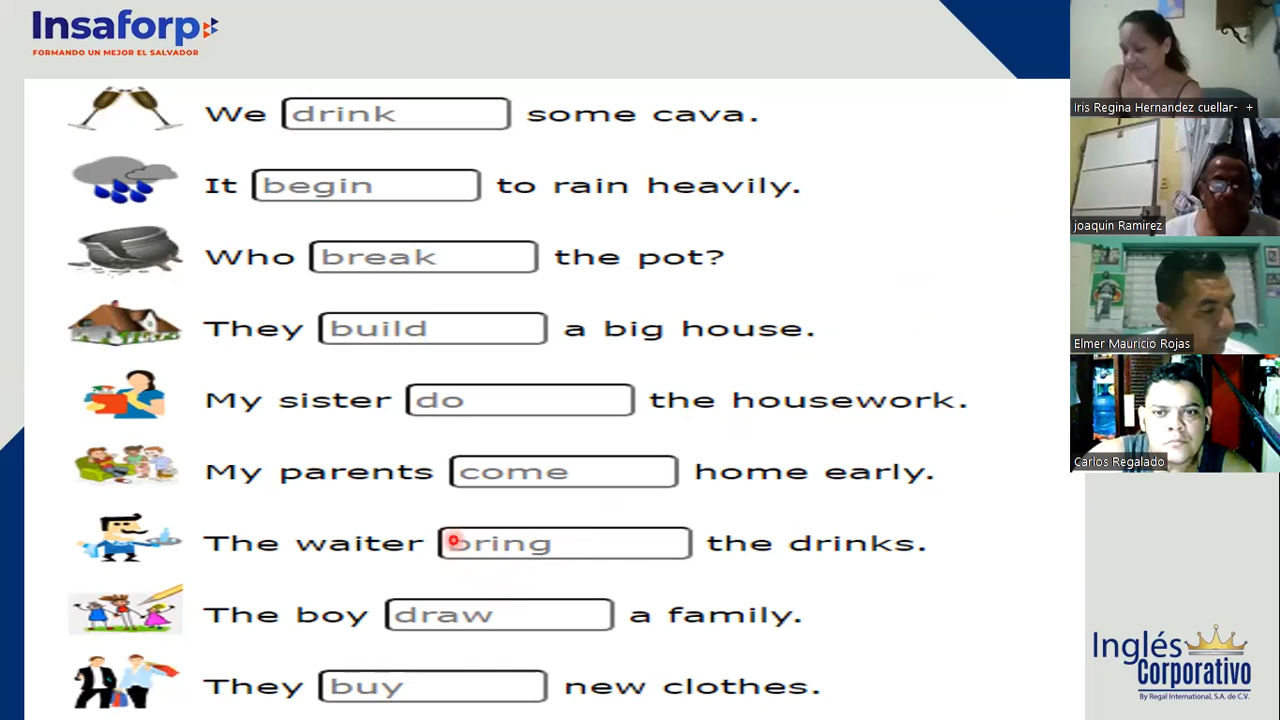 Insaforp
FORMANDO UN MEJOR EL SALVADOR
We drink some cava.
It begin to rain heavily.
Who break the pot?
They build a big house.
My sister do the housework.
My parents come home early.
The waiter bring the drinks.
The boy draw a family.
They buy new clothes.
Iris Regina Hernandez cuellar- +
joaquin Ramirez
Elmer Mauricio Rojas
Carlos Regalado
Inglés
Corporativo
By Regal International, S.A. de C.V.